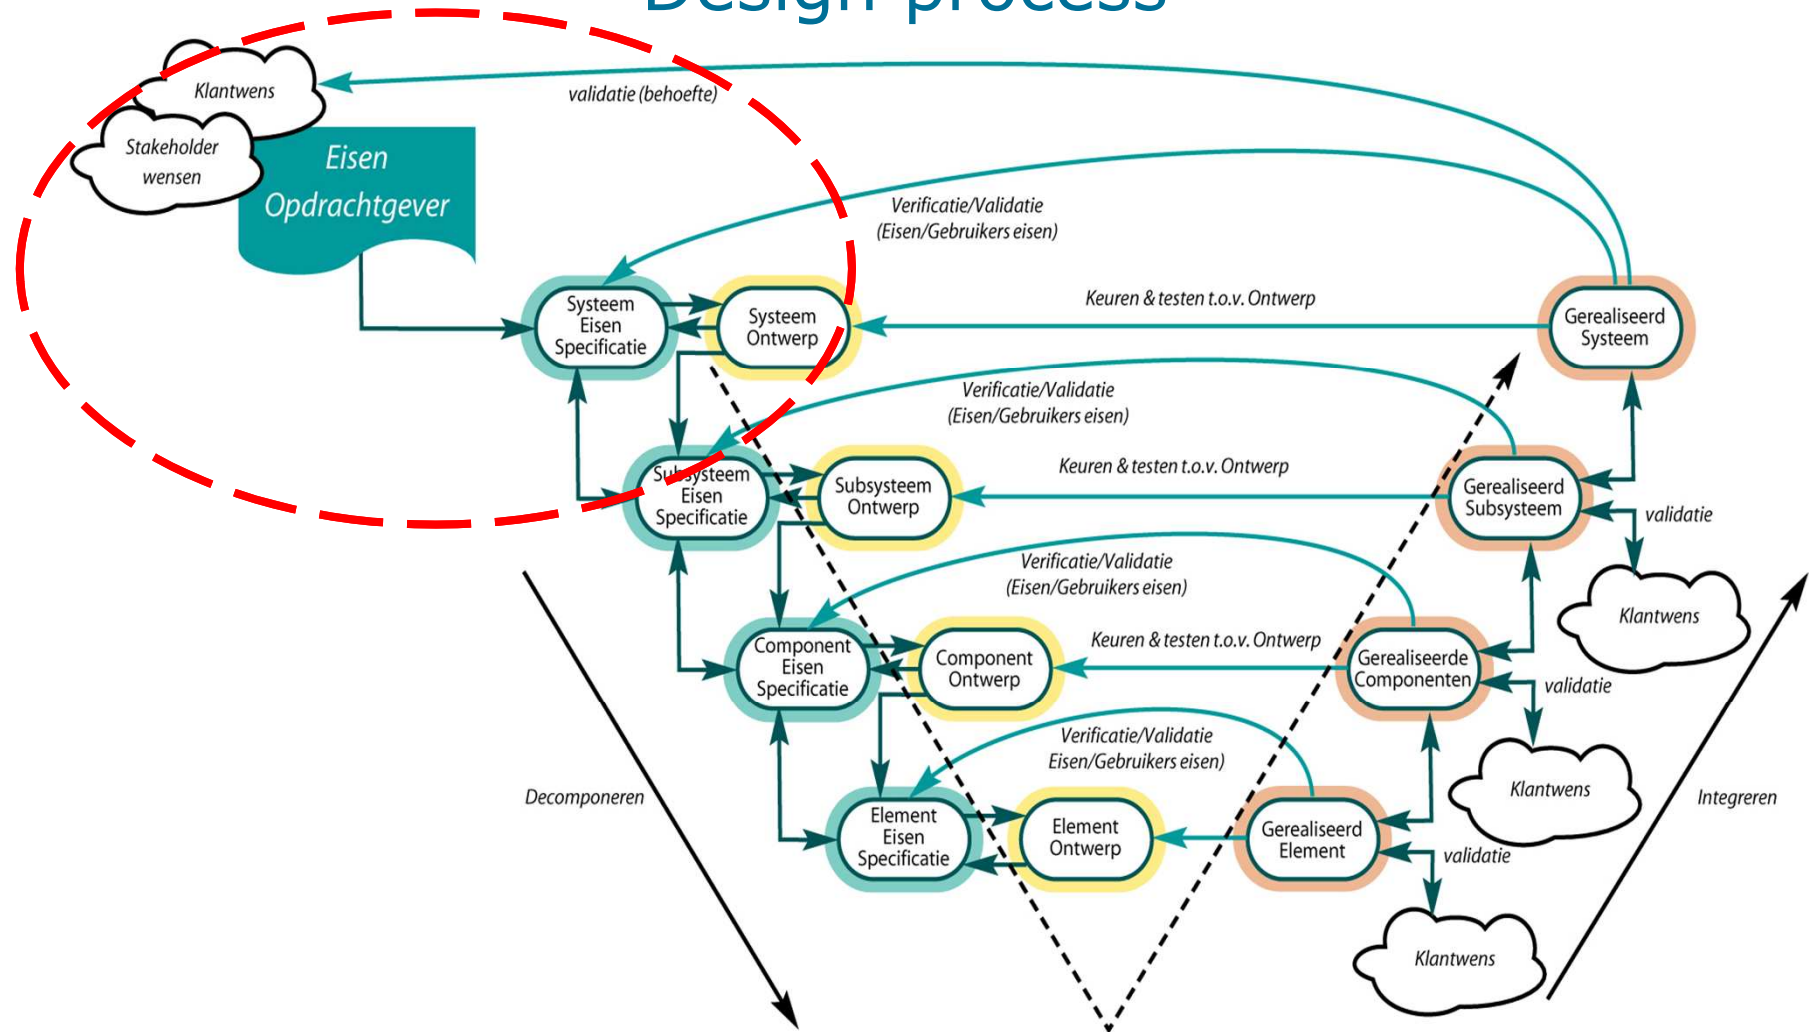 Design process
Klantwens
validatie (behoefte)
Stakeholder
wensen
Eisen
Opdrachtgever
Verificatie/Validatie
(Eisen/Gebruikers eisen)
Systeem
Eisen
Specificatie
Systeem
Ontwerp
Keuren & testen t.o.v. Ontwerp
Gerealiseerd
Systeem
Verificatie/Validatie
(Eisen/Gebruikers eisen)
Subsysteem
Eisen
Specificatie
Subsysteem
Ontwerp
Keuren & testen t.o.v. Ontwerp
Gerealiseerd
Subsysteem
validatie
Klantwens
Verificatie/Validatie
(Eisen/Gebruikers eisen)
Component
Eisen
Specificatie
Component
Ontwerp
Keuren & testen t.o.v. Ontwerp
Gerealiseerde
Componenten
validatie
Klantwens
Verificatie/Validatie
Eisen/Gebruikers eisen)
Decomponeren
Element
Eisen
Specificatie
Element
Ontwerp
Gerealiseerd
Element
validatie
Klantwens
Integreren